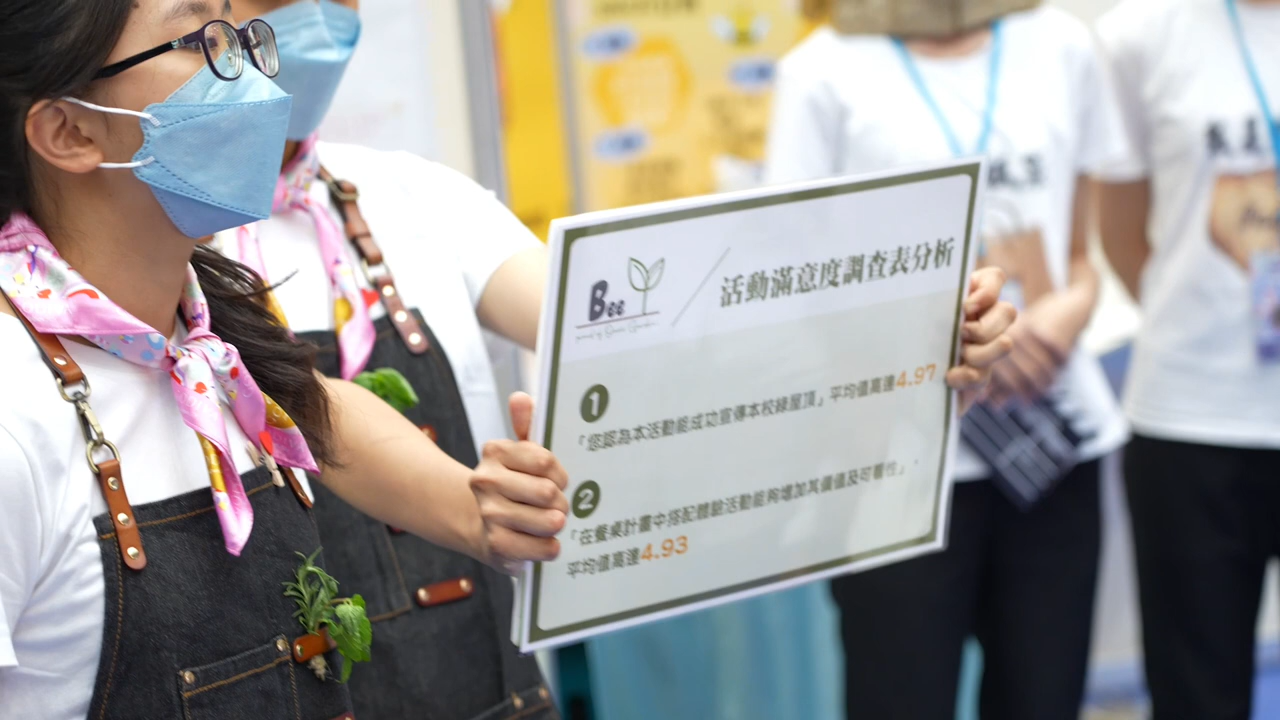 Bee
活動滿意度調查表分析
1
「您認為本活動能成功宣傳本校綠屋頂」平均值高達4.97
2
「在餐桌計畫中搭配體驗活動能夠增加其價值及可看性」，
平均值高達4.93